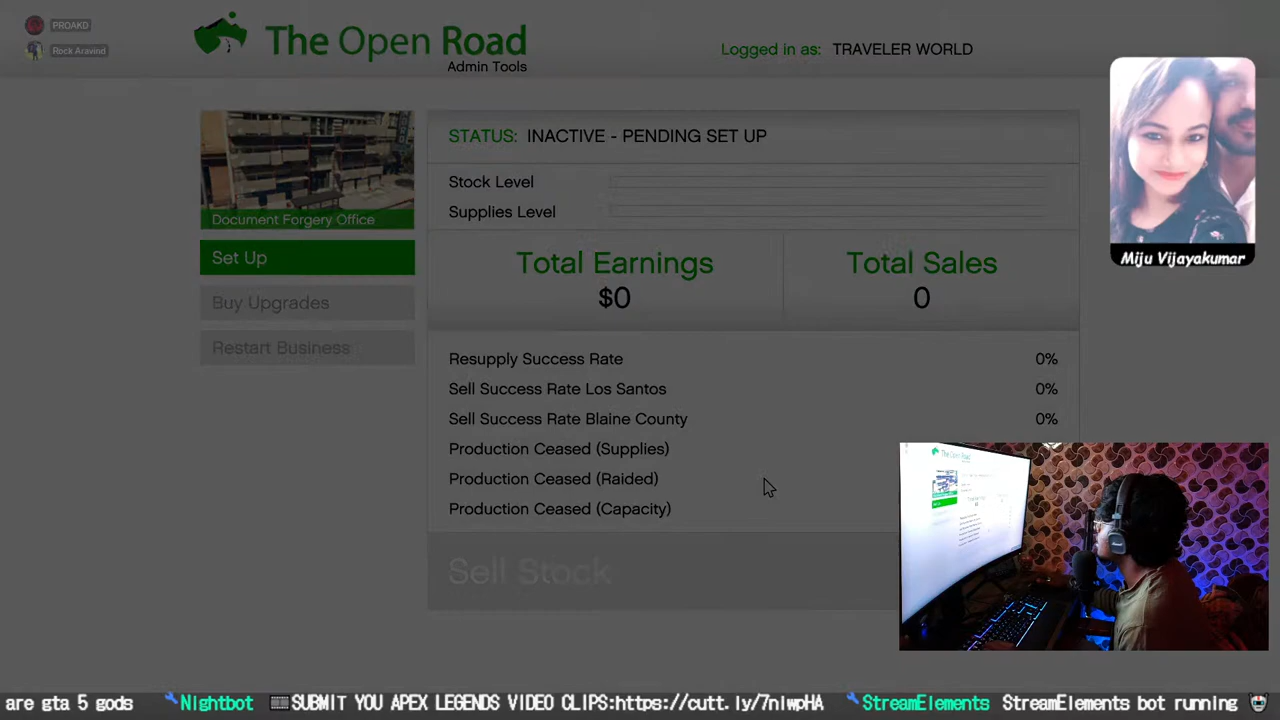 PROAKD
Rock Aravind
The Open Road
Admin Tools
Logged in as: TRAVELER WORLD
Miju Vijayakumar
Document Forgery Office
Set Up
Buy Upgrades
Restart Business
STATUS: INACTIVE - PENDING SET UP
Stock Level
Supplies Level
Total Earnings
$0
Total Sales
0
Resupply Success Rate 0%
Sell Success Rate Los Santos 0%
Sell Success Rate Blaine County 0%
Production Ceased (Supplies)
Production Ceased (Raided)
Production Ceased (Capacity)
Sell Stock
are gta 5 gods Nightbot SUBMIT YOU APEX LEGENDS VIDEO CLIPS:https://cutt.ly/7nlwpHA StreamElements StreamElements bot running